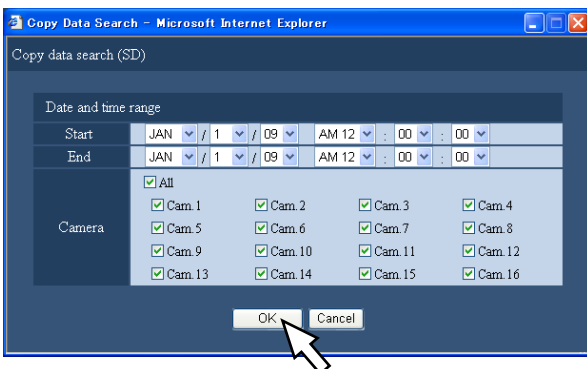 Copy Data Search - Microsoft Internet Explorer
Copy data search (SD)
Date and time range
Start JAN / 1 / 09 AM 12 : 00 : 00
End JAN / 1 / 09 AM 12 : 00 : 00
All
Cam.1 Cam.2 Cam.3 Cam.4
Camera Cam.5 Cam.6 Cam.7 Cam.8
Cam.9 Cam.10 Cam.11 Cam.12
Cam.13 Cam.14 Cam.15 Cam.16
OK Cancel